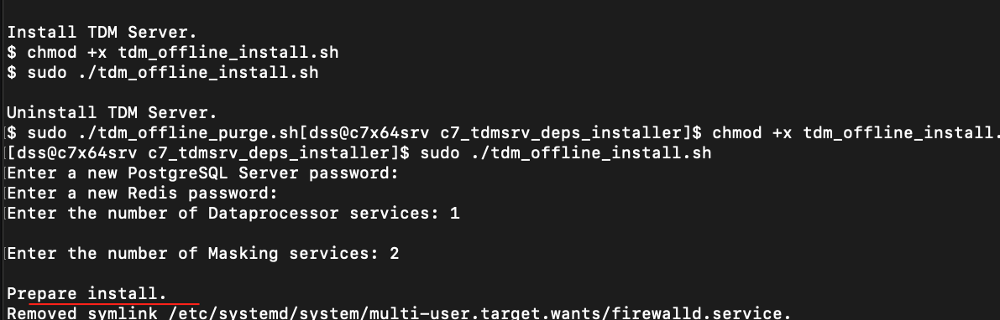 Install TDM Server.
$ chmod +x tdm_offline_install.sh
$ sudo ./tdm_offline_install.sh
Uninstall TDM Server.
$ sudo ./tdm_offline_purge.sh[dss@c7x64srv c7_tdmsrv_deps_installer]$ chmod +x tdm_offline_install.
[dss@c7x64srv c7_tdmsrv_deps_installer]$ sudo ./tdm_offline_install.sh
Enter a new PostgreSQL Server password:
Enter a new Redis password:
Enter the number of Dataprocessor services: 1
Enter the number of Masking services: 2
Prepare install.
Removed symlink /etc/systemd/system/multi-user.target.wants/firewalld.service.